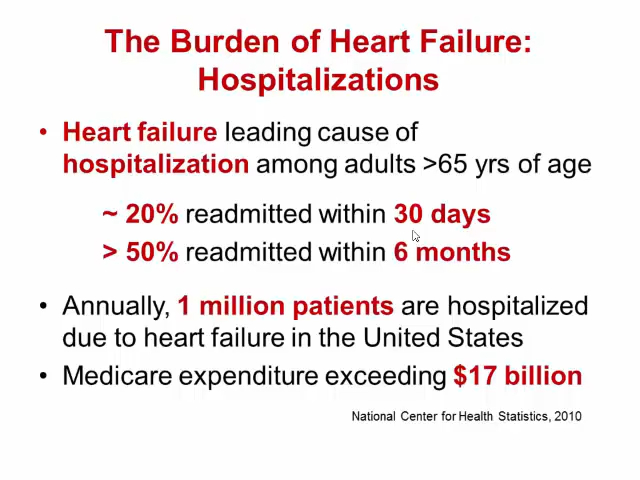 The Burden of Heart Failure:
Hospitalizations
• Heart failure leading cause of
hospitalization among adults >65 yrs of age
~ 20% readmitted within 30 days
> 50% readmitted within 6 months
• Annually, 1 million patients are hospitalized
due to heart failure in the United States
• Medicare expenditure exceeding $17 billion
National Center for Health Statistics, 2010